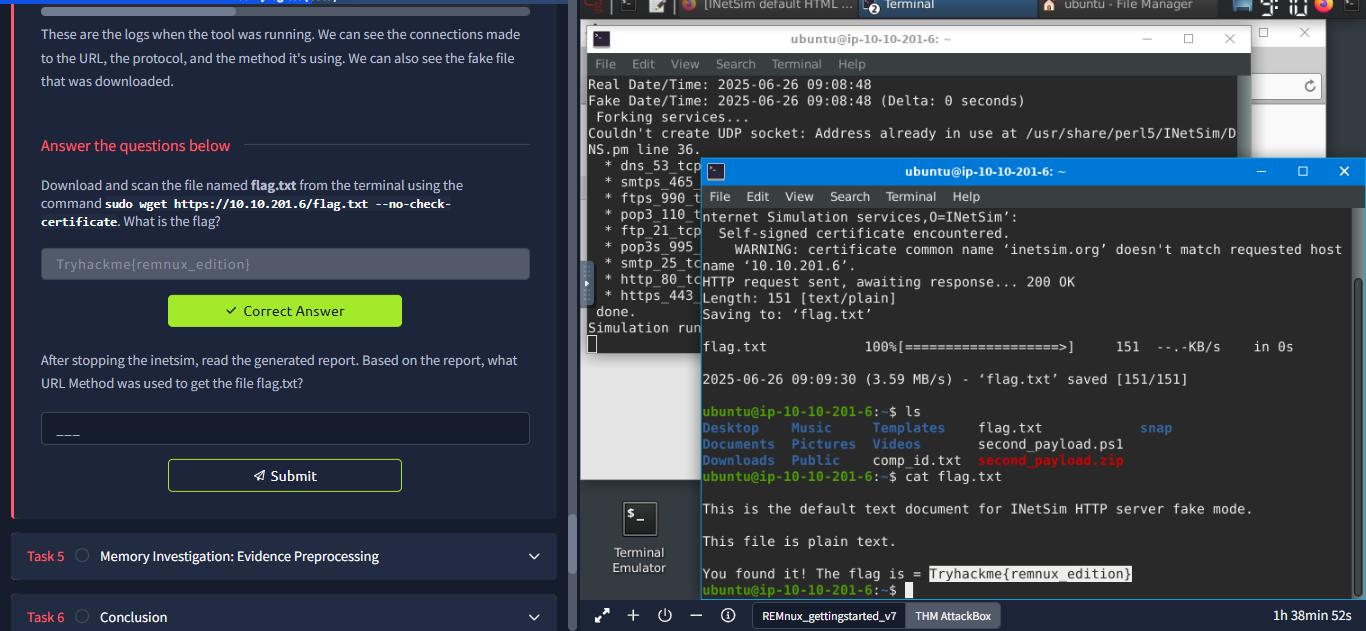 These are the logs when the tool was running. We can see the connections made
to the URL, the protocol, and the method it's using. We can also see the fake file
that was downloaded.
Answer the questions below
Download and scan the file named flag.txt from the terminal using the
command sudo wget https://10.10.201.6/flag.txt --no-check-
certificate. What is the flag?
Tryhackme{remnux_edition}
Correct Answer
After stopping the inetsim, read the generated report. Based on the report, what
URL Method was used to get the file flag.txt?
___
Submit
Task 5 Memory Investigation: Evidence Preprocessing
Task 6 Conclusion
[INetSim default HTML ...
Terminal
ubuntu - File Manager
ubuntu@ip-10-10-201-6: ~
File Edit View Search Terminal Help
Real Date/Time: 2025-06-26 09:08:48
Fake Date/Time: 2025-06-26 09:08:48 (Delta: 0 seconds)
Forking services...
Couldn't create UDP socket: Address already in use at /usr/share/perl5/INetSim/D
NS.pm line 36.
* dns_53_tcp
* smtps_465_
* ftps_990_t
* pop3_110_t
* ftp_21_tcp
* pop3s_995_
* smtp_25_tc
* http_80_tc
* https_443_
done.
Simulation run
ubuntu@ip-10-10-201-6: ~
File Edit View Search Terminal Help
nternet Simulation services,O=INetSim’:
Self-signed certificate encountered.
WARNING: certificate common name ‘inetsim.org’ doesn't match requested host
name ‘10.10.201.6’.
HTTP request sent, awaiting response... 200 OK
Length: 151 [text/plain]
Saving to: ‘flag.txt’
flag.txt 100%[===================>] 151 --.-KB/s in 0s
2025-06-26 09:09:30 (3.59 MB/s) - ‘flag.txt’ saved [151/151]
ubuntu@ip-10-10-201-6:~$ ls
Desktop Music Templates flag.txt snap
Documents Pictures Videos second_payload.ps1
Downloads Public comp_id.txt second_payload.zip
ubuntu@ip-10-10-201-6:~$ cat flag.txt
This is the default text document for INetSim HTTP server fake mode.
This file is plain text.
You found it! The flag is = Tryhackme{remnux_edition}
ubuntu@ip-10-10-201-6:~$
Terminal
Emulator
REMnux_gettingstarted_v7
THM AttackBox
1h 38min 52s